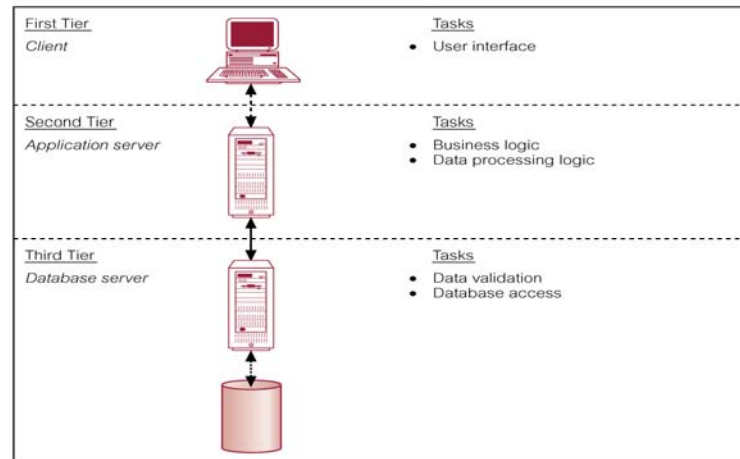 First Tier
Client
Tasks
• User interface
Second Tier
Application server
Tasks
• Business logic
• Data processing logic
Third Tier
Database server
Tasks
• Data validation
• Database access